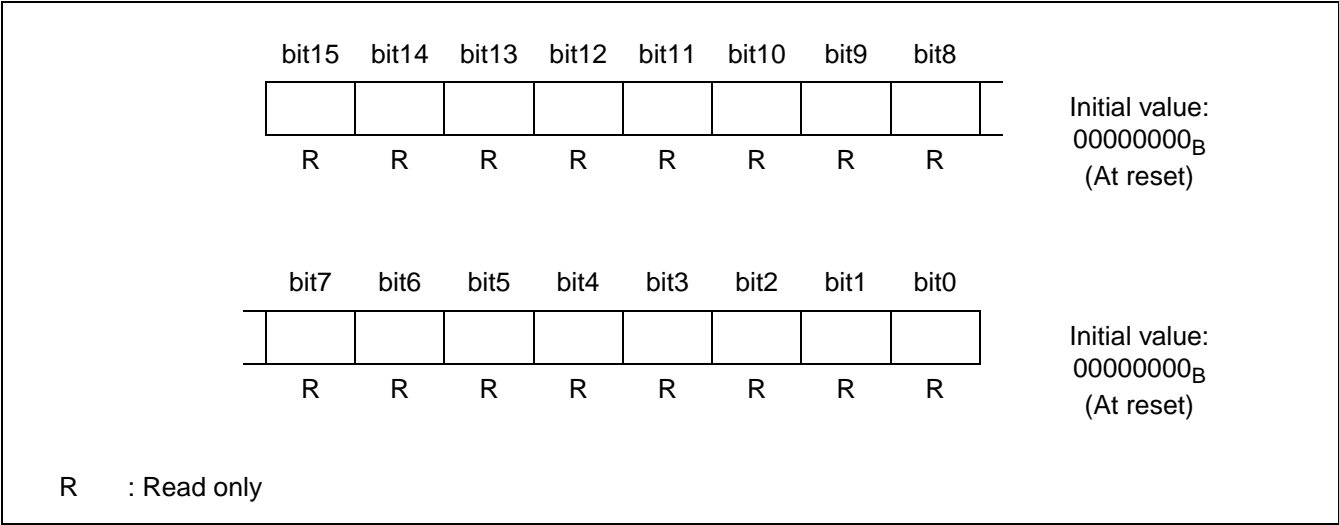 bit15 bit14 bit13 bit12 bit11 bit10 bit9 bit8
Initial value:
00000000B
R R R R R R R R
(At reset)
bit7 bit6 bit5 bit4 bit3 bit2 bit1 bit0
Initial value:
00000000B
R R R R R R R R
(At reset)
R : Read only